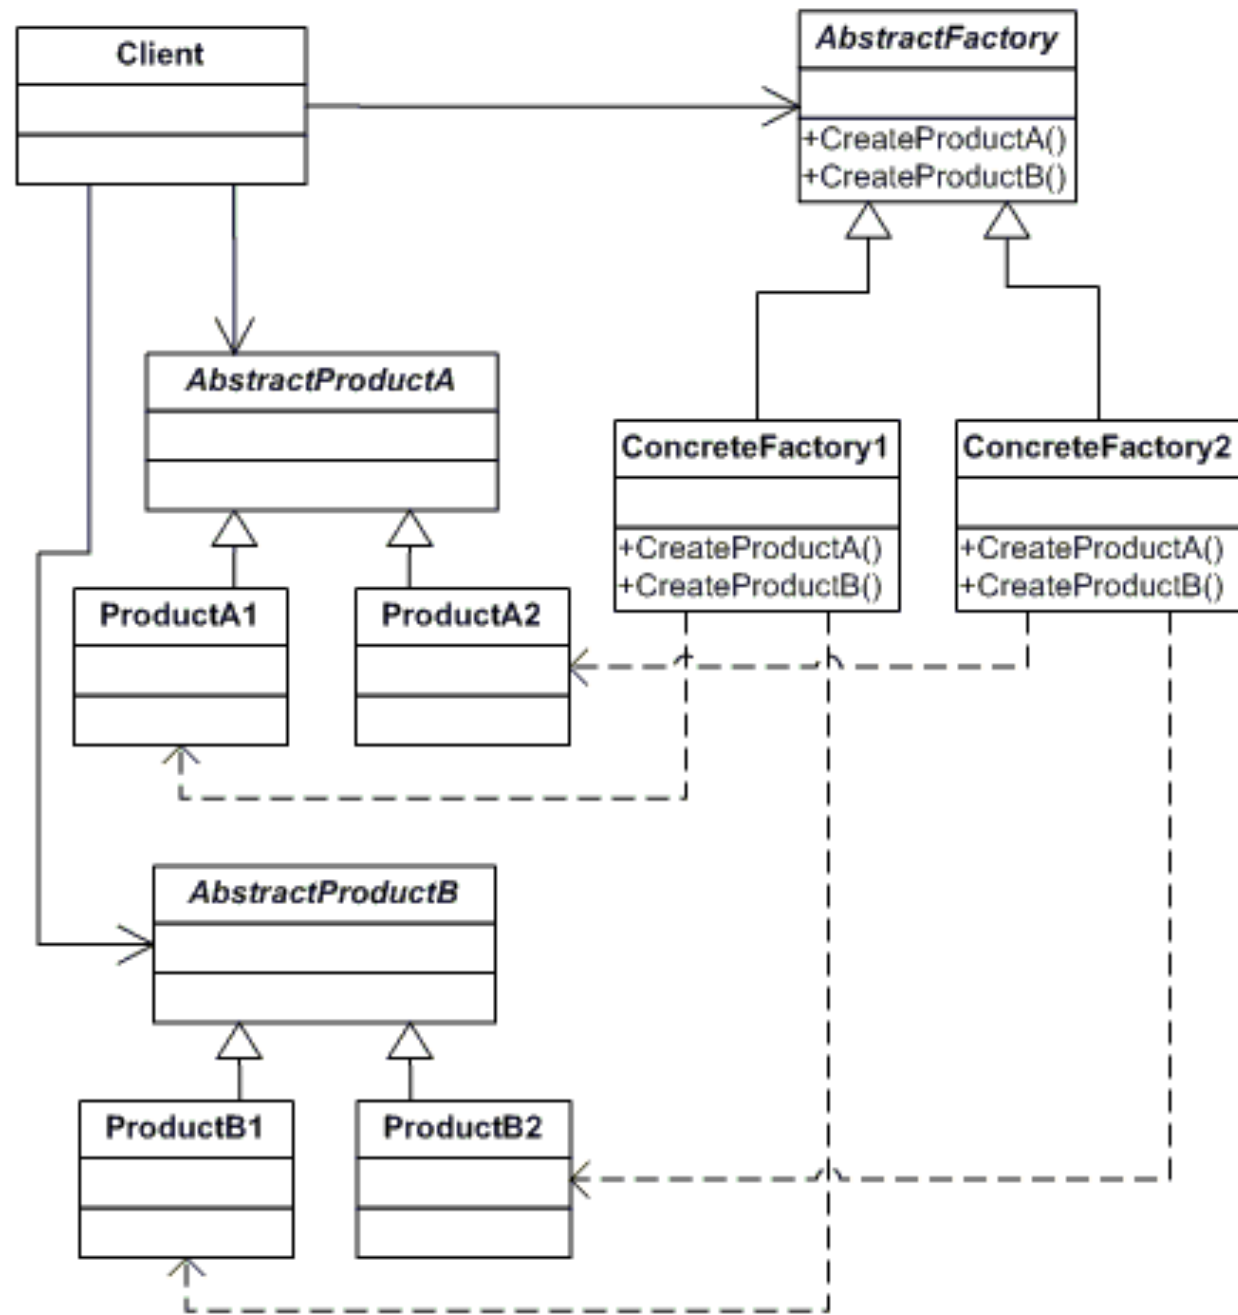 Client
AbstractFactory
+CreateProductA()
+CreateProductB()
AbstractProductA
ConcreteFactory1
+CreateProductA()
+CreateProductB()
ConcreteFactory2
+CreateProductA()
+CreateProductB()
ProductA1
ProductA2
AbstractProductB
ProductB1
ProductB2